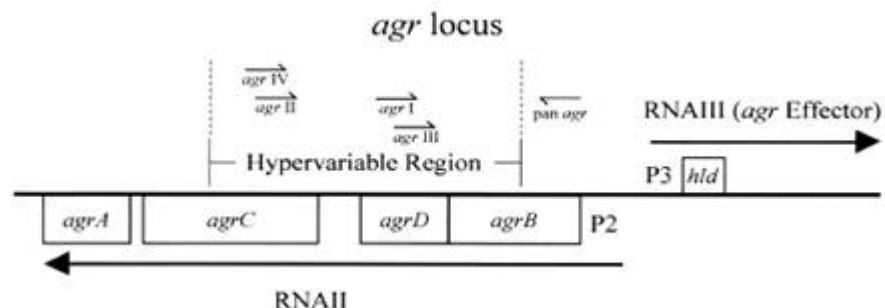 agr locus
agr IV
agr II
agr I
pan agr
agr III
RNAIII (agr Effector)
Hypervariable Region
P3
hld
agrA
agrC
agrD
agrB
P2
RNAII